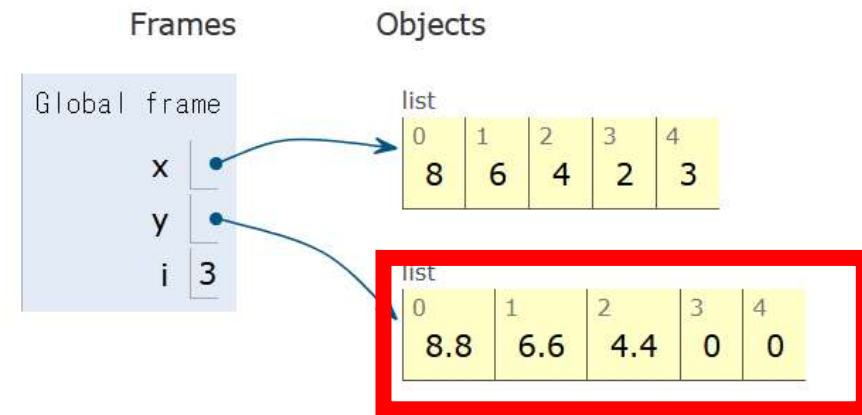 Frames Objects
Global frame
x
y
i 3
list
0 1 2 3 4
8 6 4 2 3
list
0 1 2 3 4
8.8 6.6 4.4 0 0